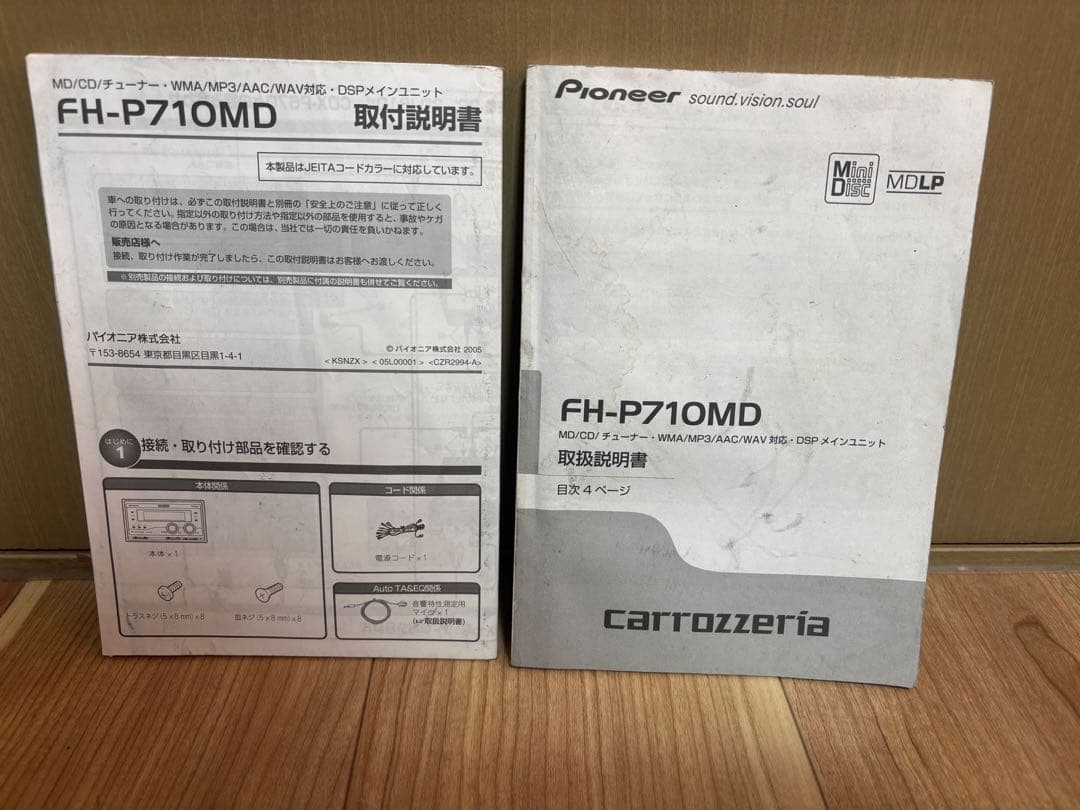 MD/CD/チューナー・WMA/MP3/AAC/WAV対応・DSPメインユニット
FH-P710MD 取付説明書
本製品はJEITAコードカラーに対応しています。
車への取り付けは、必ずこの取付説明書と別冊の「安全上のご注意」に従って正しく
行ってください。指定以外の取り付け方法や指定以外の部品を使用すると、事故やケガ
の原因となる場合があります。この場合は、当社では一切の責任を負いかねます。
販売店様へ
接続、取り付け作業が完了しましたら、この取付説明書はお客様へお渡しください。
※別売製品の接続および取り付けについては、別売製品に付属の説明書も併せてご覧ください。
パイオニア株式会社
〒153-8654 東京都目黒区目黒1-4-1
© パイオニア株式会社 2005
<KSNZX> <05L00001> <CZR2994-A>
はじめに
1
接続・取り付け部品を確認する
本体関係
本体×1
トラスネジ(5×8mm)×8
皿ネジ(5×8mm)×8
コード関係
電源コード×1
Auto TA&EQ関係
音響特性測定用
マイク×1
(☞取扱説明書)
Pioneer sound.vision.soul
Mini
Disc
MDLP
FH-P710MD
MD/CD/チューナー・WMA/MP3/AAC/WAV対応・DSPメインユニット
取扱説明書
目次4ページ
carrozzeria